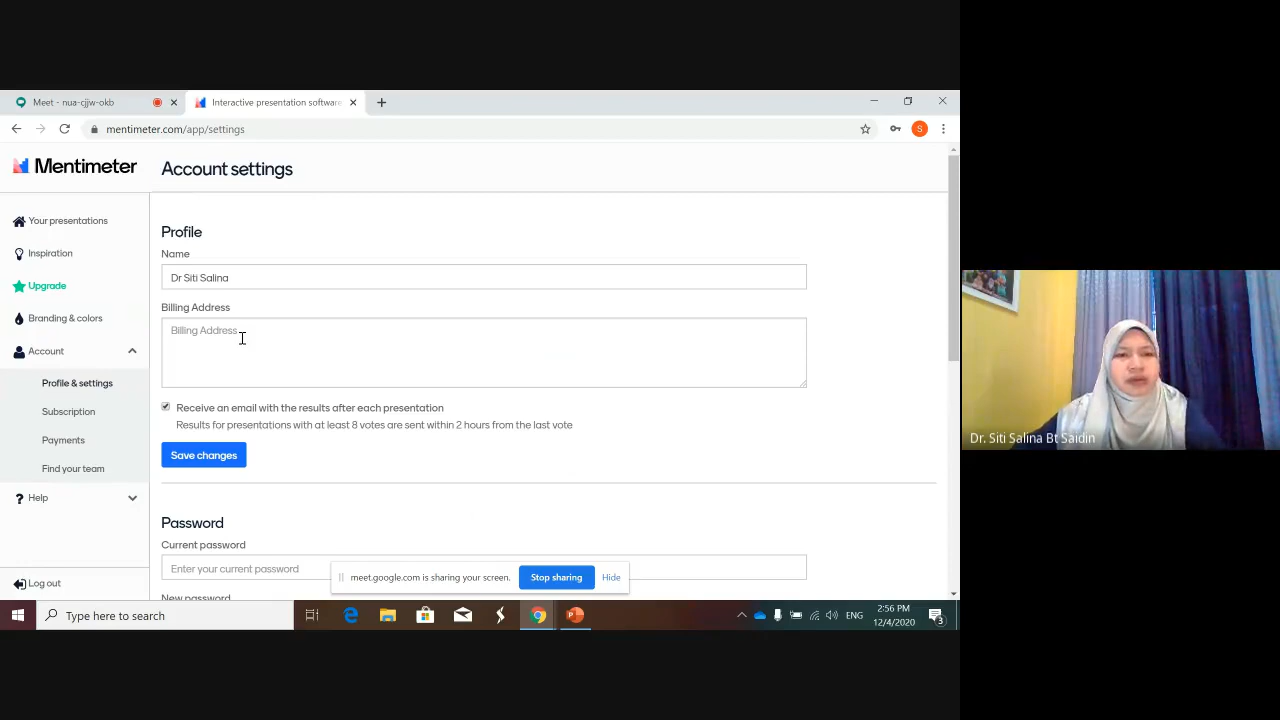 Meet - nua-cjjw-okb
Interactive presentation software
mentimeter.com/app/settings
S
Mentimeter
Account settings
Your presentations
Inspiration
Upgrade
Branding & colors
Account
Profile & settings
Subscription
Payments
Find your team
Help
Log out
Profile
Name
Dr Siti Salina
Billing Address
Billing Address
Receive an email with the results after each presentation
Results for presentations with at least 8 votes are sent within 2 hours from the last vote
Save changes
Password
Current password
Enter your current password
New password
meet.google.com is sharing your screen.
Stop sharing
Hide
Type here to search
ENG
2:56 PM
12/4/2020
3
Dr. Siti Salina Bt Saidin